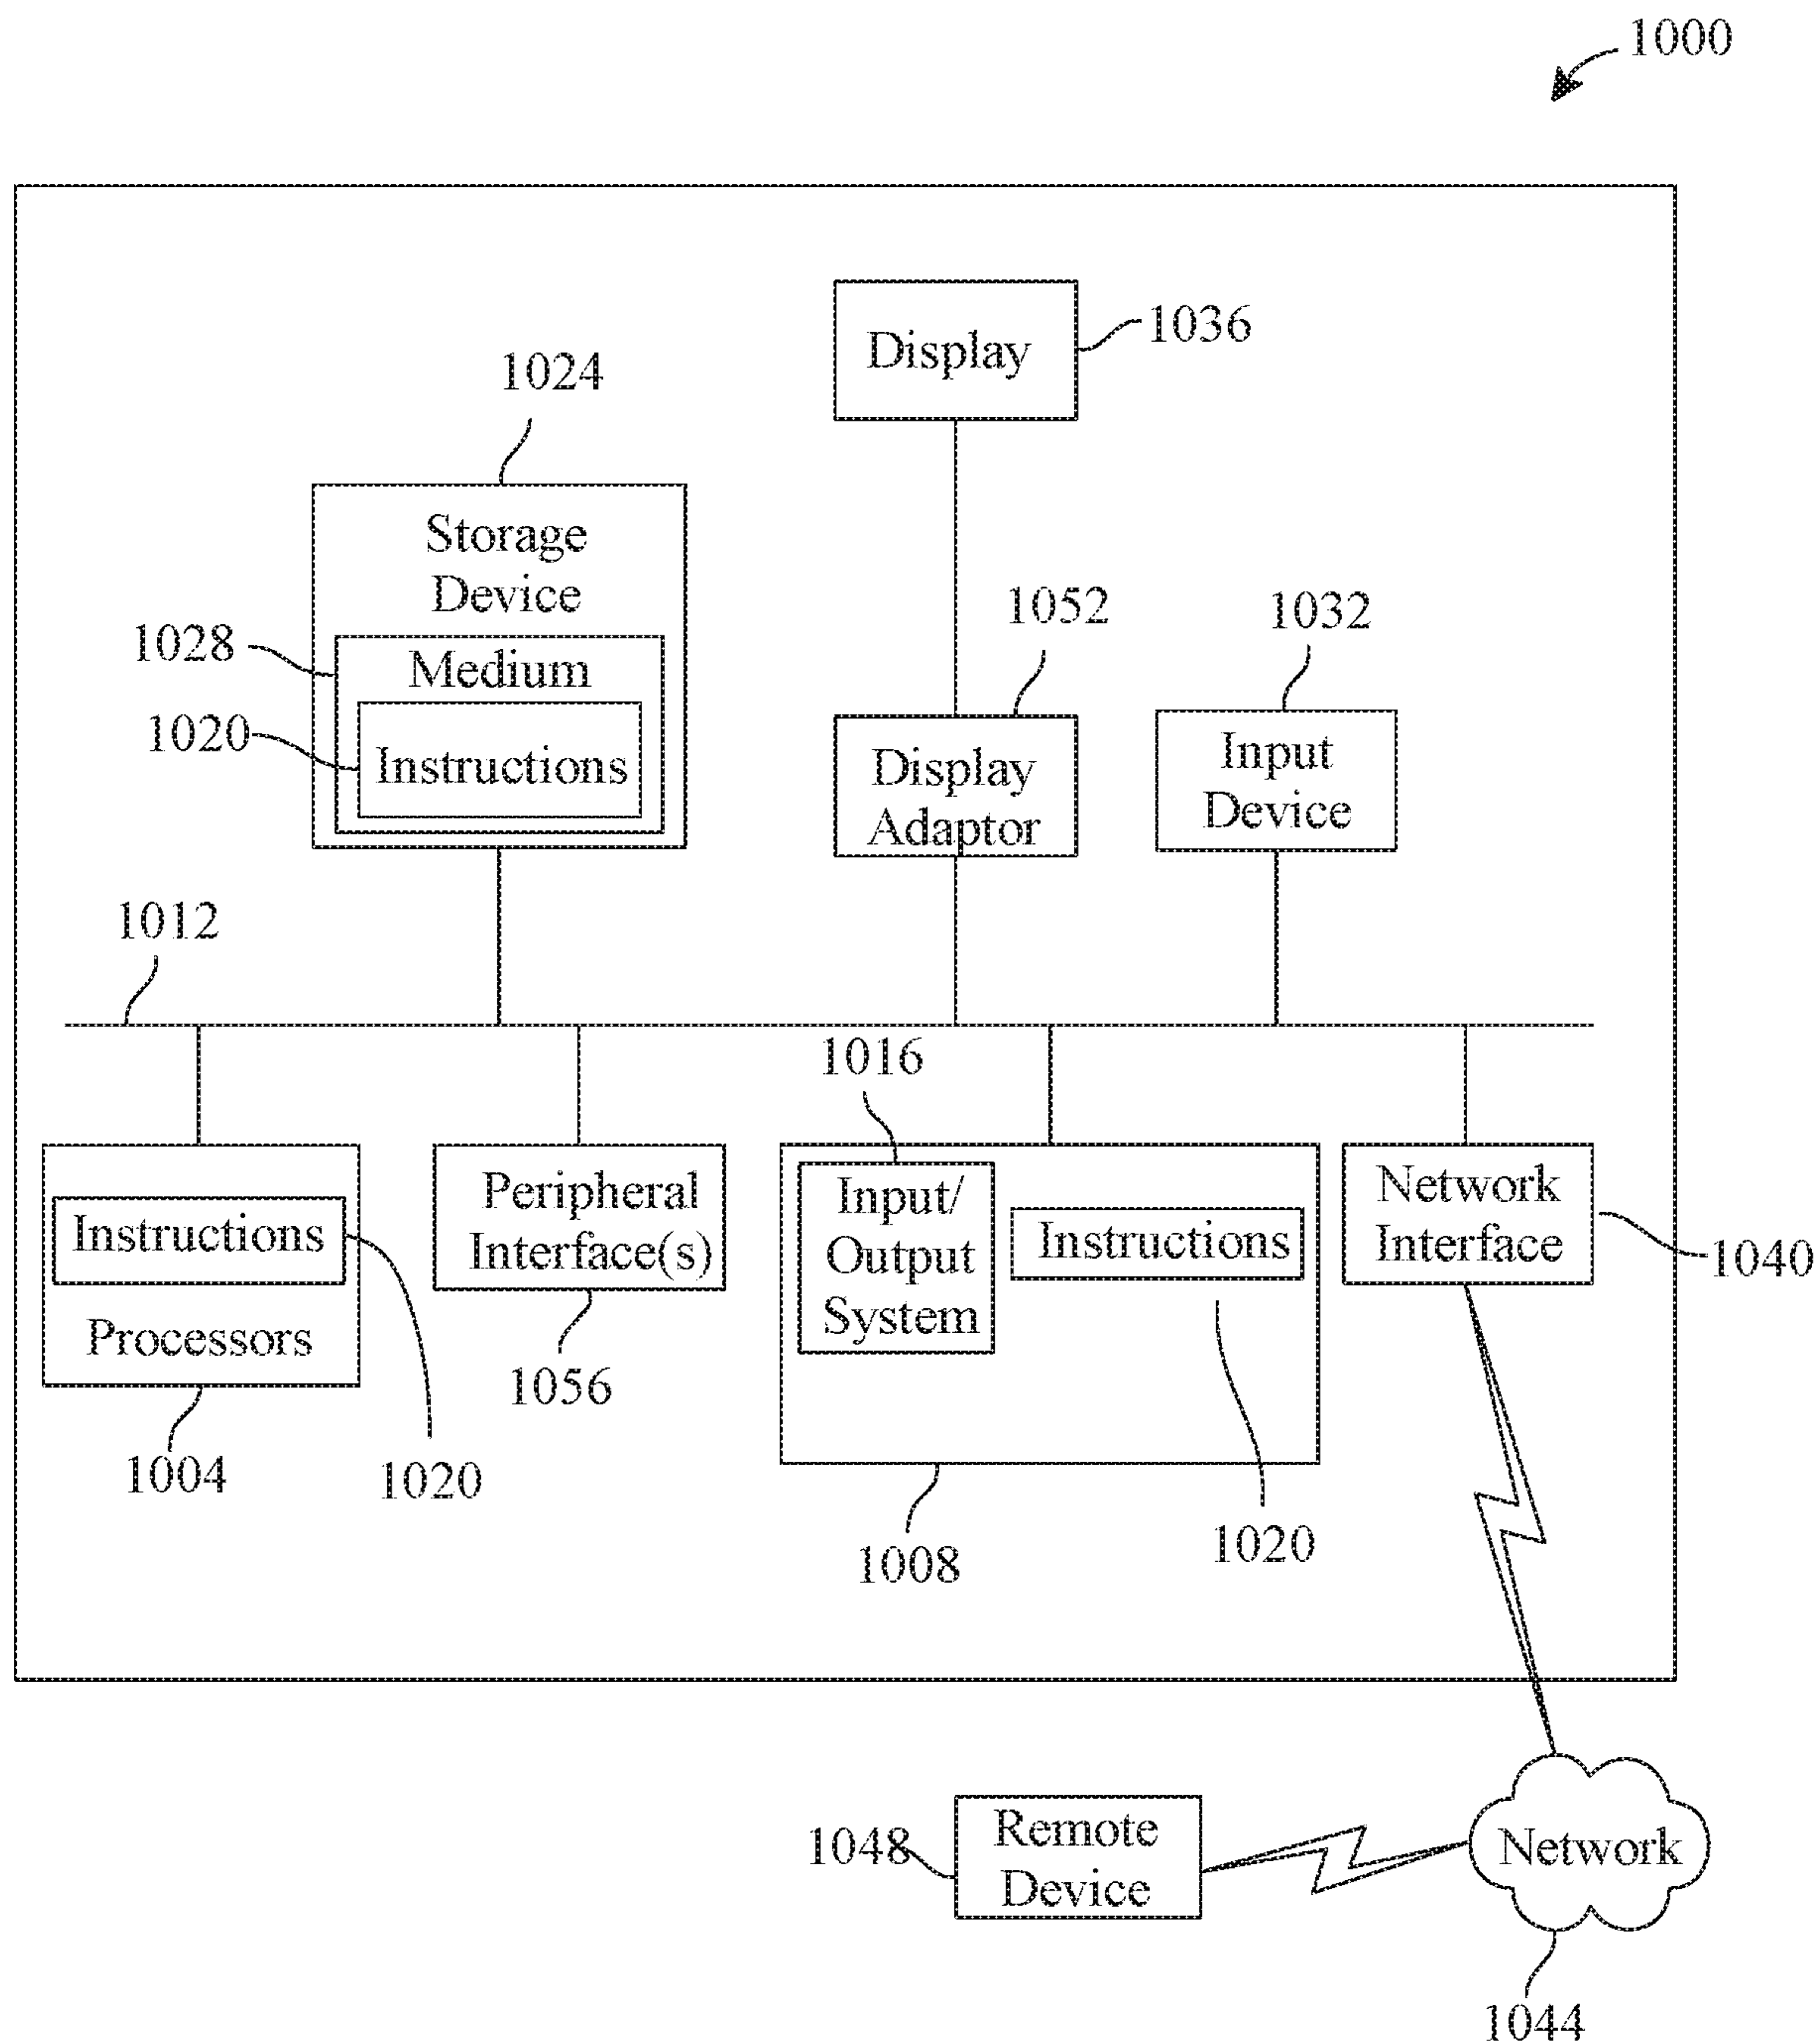 1000
Display
1036
1024
Storage
Device
1028
Medium
1020
Instructions
1052
Display
Adaptor
1032
Input
Device
1012
1016
Instructions
Processors
1004
1020
Peripheral
Interface(s)
1056
Input/
Output
System
Instructions
1008
1020
Network
Interface
1040
1048
Remote
Device
Network
1044